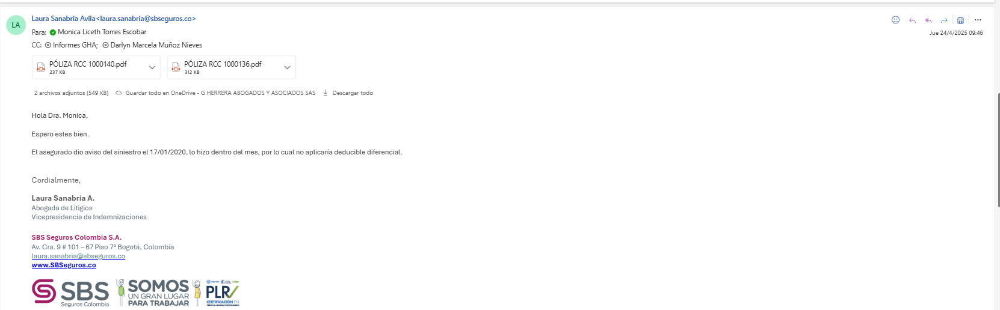 Laura Sanabria Avila<laura.sanabria@sbseguros.co>
LA
Para: Monica Liceth Torres Escobar
Jue 24/4/2025 09:46
CC: Informes GHA; Darlyn Marcela Muñoz Nieves
PÓLIZA RCC 1000140.pdf
237 KB
PÓLIZA RCC 1000136.pdf
312 KB
2 archivos adjuntos (549 KB) Guardar todo en OneDrive - G HERRERA ABOGADOS Y ASOCIADOS SAS Descargar todo
Hola Dra. Monica,
Espero estes bien.
El asegurado dio aviso del siniestro el 17/01/2020, lo hizo dentro del mes, por lo cual no aplicaría deducible diferencial.
Cordialmente,
Laura Sanabria A.
Abogada de Litigios
Vicepresidencia de Indemnizaciones
SBS Seguros Colombia S.A.
Av. Cra. 9 # 101 – 67 Piso 7° Bogotá, Colombia
laura.sanabria@sbseguros.co
www.SBSeguros.co
SBS
Seguros Colombia
SOMOS
UN GRAN LUGAR
PARA TRABAJAR
PLR
CERTIFICACIÓN EN